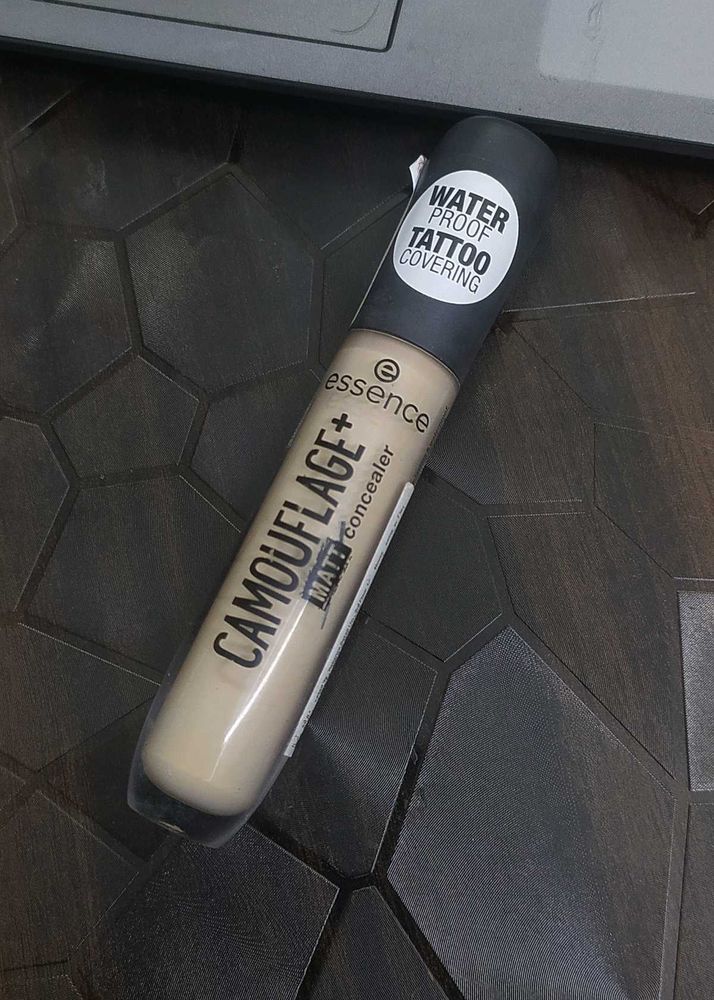 WATER
PROOF
TATTOO
COVERING
e
essence
CAMOUFLAGE+
MATT concealer